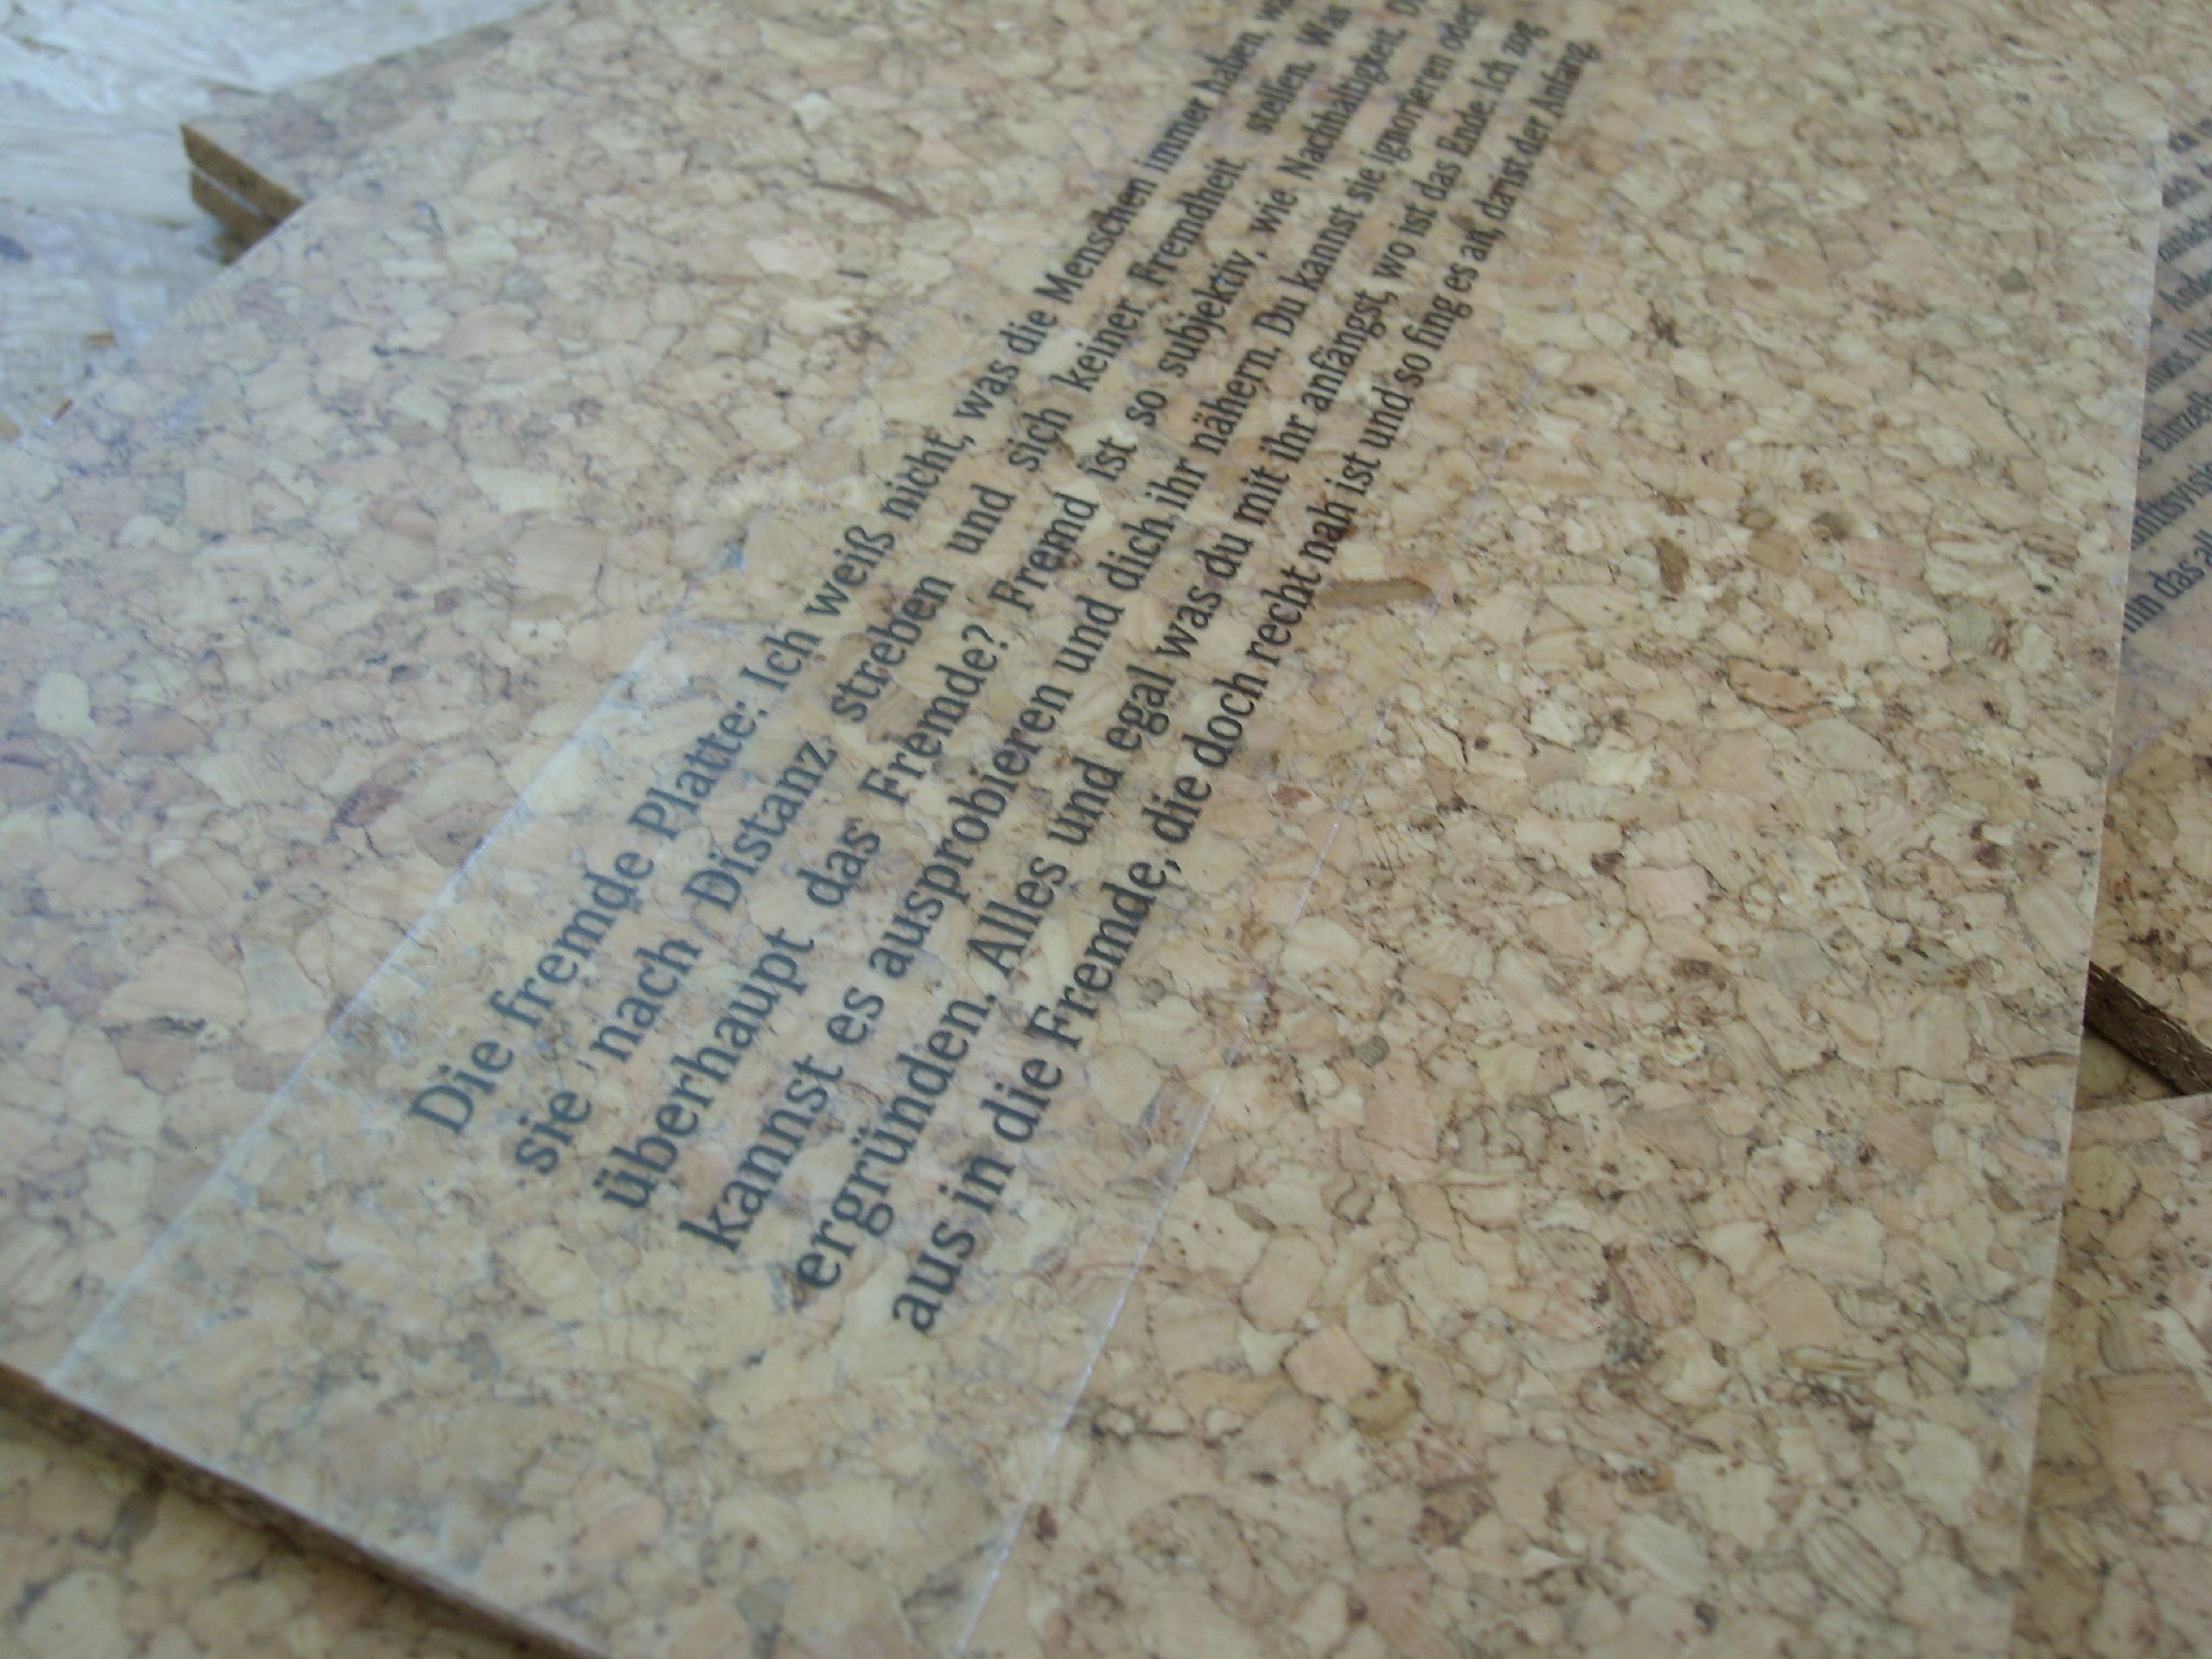 Die fremde Platte: Ich weiß nicht, was die Menschen immer haben,
sie nach Distanz streben und sich keiner Fremdheit stellen. Was
überhaupt das Fremde? Fremd ist so subjektiv, wie Nachhaltigkeit.
kannst es ausprobieren und dich ihr nähern. Du kannst sie ignorieren oder
ergründen. Alles und egal was du mit ihr anfängst, wo ist das Ende. Ich zog
aus in die Fremde, die doch recht nah ist und so fing es an, das ist der Anfang.
das